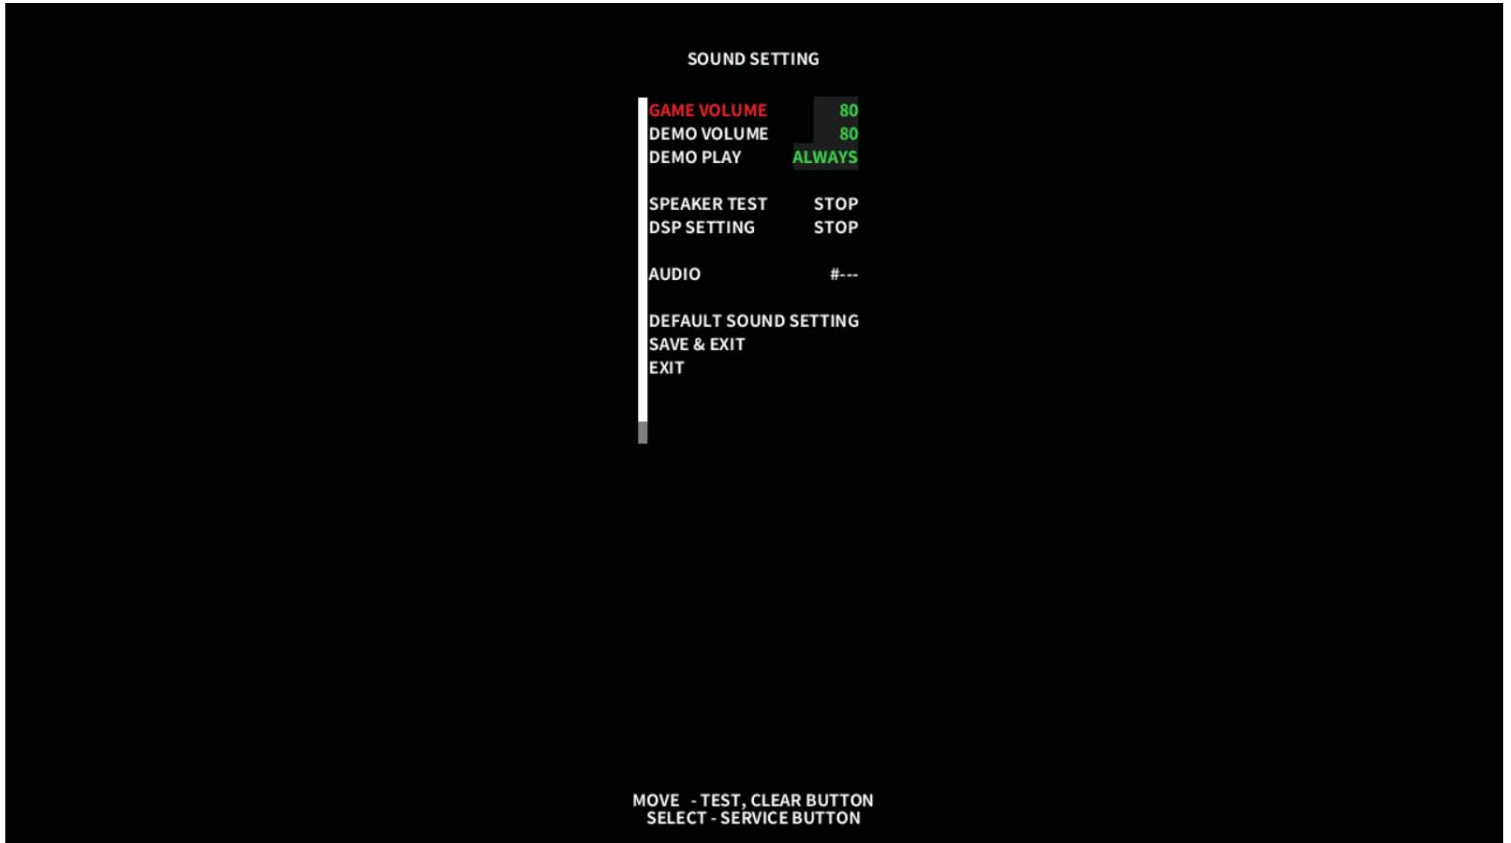 SOUND SETTING
GAME VOLUME 80
DEMO VOLUME 80
DEMO PLAY ALWAYS
SPEAKER TEST STOP
DSP SETTING STOP
AUDIO #---
DEFAULT SOUND SETTING
SAVE & EXIT
EXIT
MOVE - TEST, CLEAR BUTTON
SELECT - SERVICE BUTTON